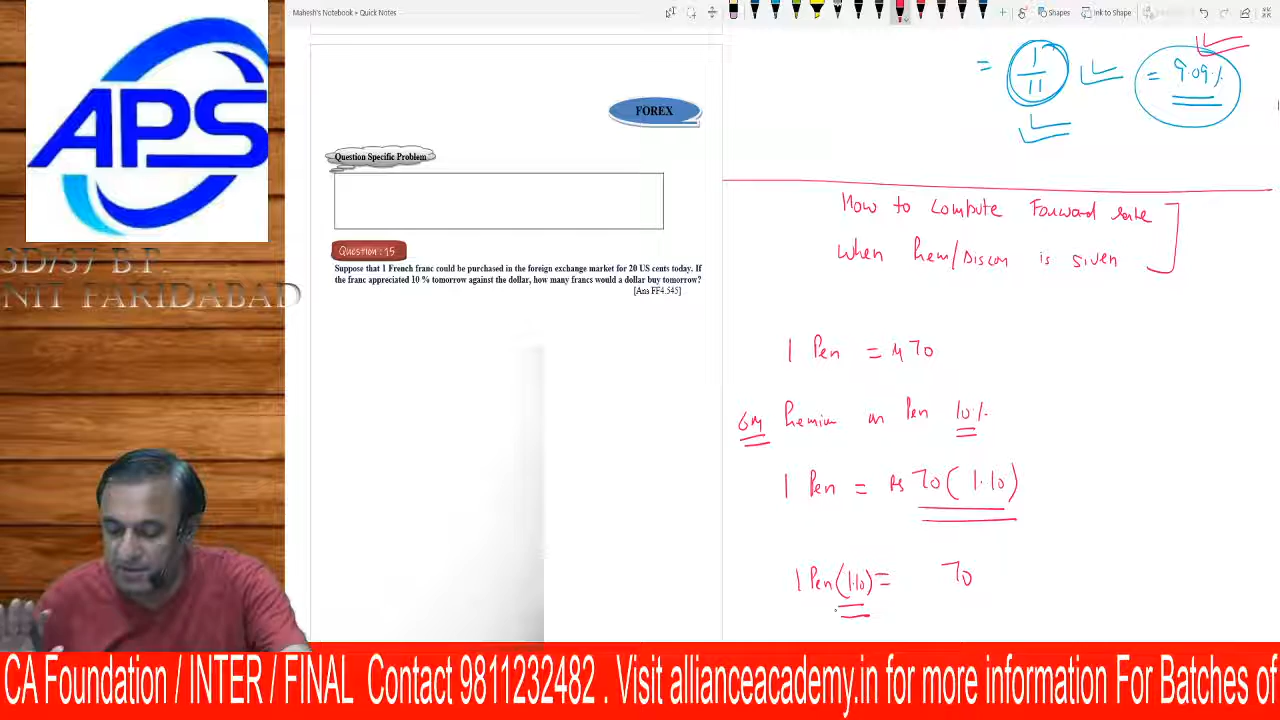 Mahesh's Notebook • Quick Notes
Shapes
Ink to Shape
APS
3D/37 B.P.
NIT FARIDABAD
FOREX
Question Specific Problem
Question : 15
Suppose that 1 French franc could be purchased in the foreign exchange market for 20 US cents today. If
the franc appreciated 10 % tomorrow against the dollar, how many francs would a dollar buy tomorrow?
[Ans FF4.545]
= 1/11 = 9.09%
How to Compute Forward rate
when Prem/Discon is given
1 Pen = 70
6M Premium on Pen 10%
1 Pen = Rs 70 (1.10)
1 Pen (1.10) = 70
CA Foundation / INTER / FINAL Contact 9811232482 . Visit allianceacademy.in for more information For Batches of